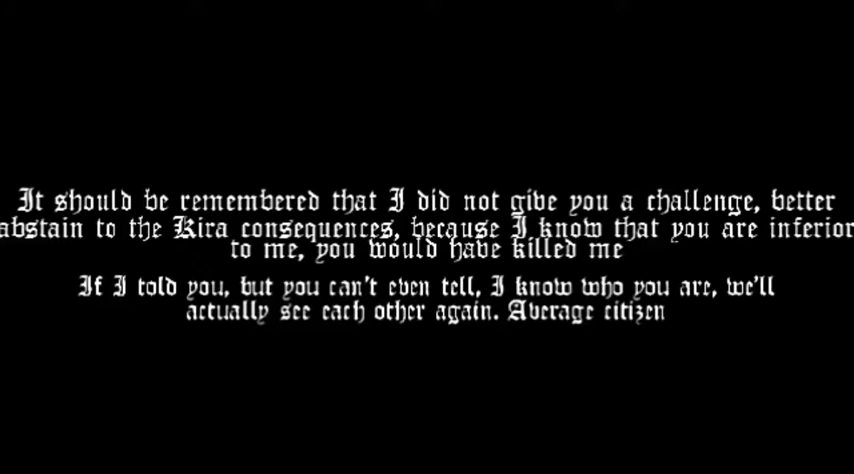 It should be remembered that I did not give you a challenge, better
abstain to the Kira consequences, because I know that you are inferior
to me, you would have killed me
If I told you, but you can't even tell, I know who you are, we'll
actually see each other again. Average citizen